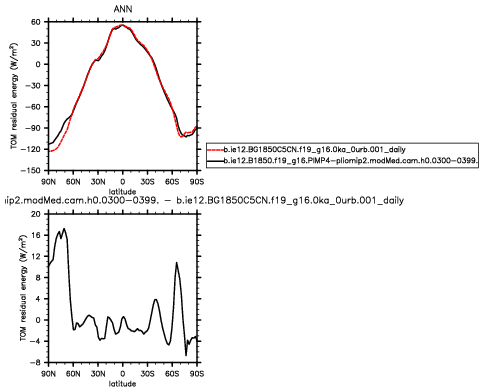 ANN
TOM residual energy (W/m²)
60
30
0
-30
-60
-90
-120
-150
90N 60N 30N 0 30S 60S 90S
latitude
b.ie12.BG1850C5CN.f19_g16.0ka_0urb.001_daily
b.ie12.B1850.f19_g16.PIMP4-pliomip2.modMed.cam.h0.0300-0399.
ip2.modMed.cam.h0.0300-0399. - b.ie12.BG1850C5CN.f19_g16.0ka_0urb.001_daily
TOM residual energy (W/m²)
20
16
12
8
4
0
-4
-8
90N 60N 30N 0 30S 60S 90S
latitude